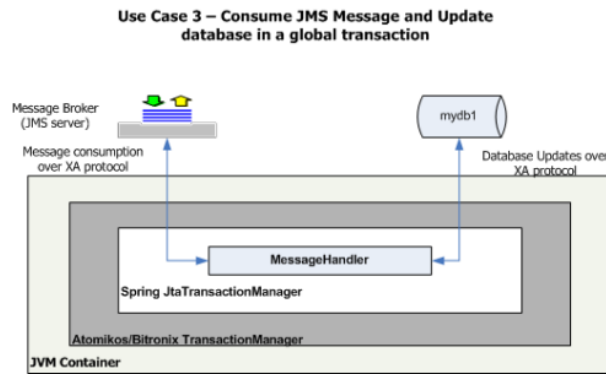 Use Case 3 – Consume JMS Message and Update
database in a global transaction
Message Broker
(JMS server)
mydb1
Message consumption
over XA protocol
Database Updates over
XA protocol
MessageHandler
Spring JtaTransactionManager
Atomikos/Bitronix TransactionManager
JVM Container